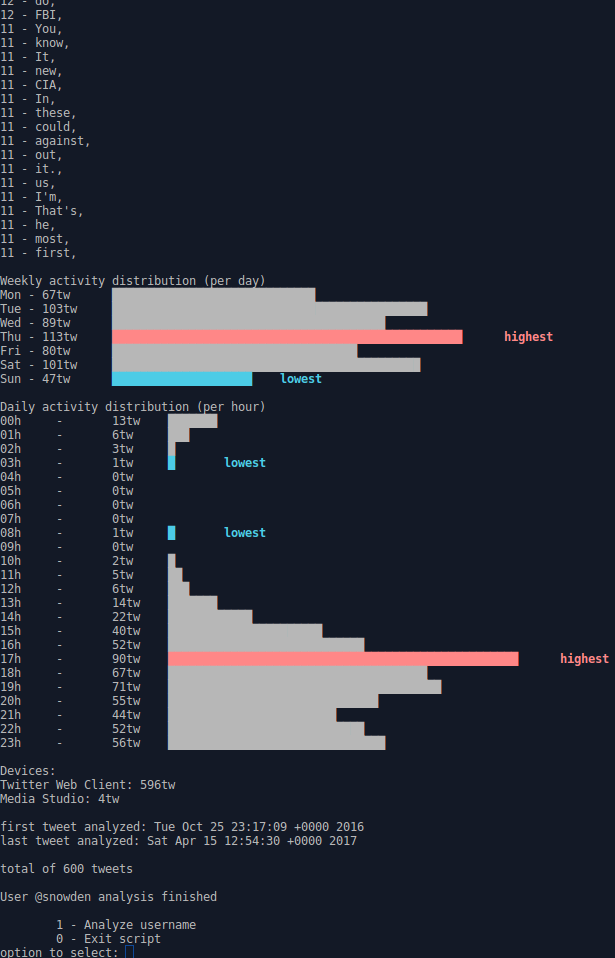 12 - do,
12 - FBI,
11 - You,
11 - know,
11 - It,
11 - new,
11 - CIA,
11 - In,
11 - these,
11 - could,
11 - against,
11 - out,
11 - it.,
11 - us,
11 - I'm,
11 - That's,
11 - he,
11 - most,
11 - first,
Weekly activity distribution (per day)
Mon - 67tw
Tue - 103tw
Wed - 89tw
Thu - 113tw highest
Fri - 80tw
Sat - 101tw
Sun - 47tw lowest
Daily activity distribution (per hour)
00h - 13tw
01h - 6tw
02h - 3tw
03h - 1tw lowest
04h - 0tw
05h - 0tw
06h - 0tw
07h - 0tw
08h - 1tw lowest
09h - 0tw
10h - 2tw
11h - 5tw
12h - 6tw
13h - 14tw
14h - 22tw
15h - 40tw
16h - 52tw
17h - 90tw highest
18h - 67tw
19h - 71tw
20h - 55tw
21h - 44tw
22h - 52tw
23h - 56tw
Devices:
Twitter Web Client: 596tw
Media Studio: 4tw
first tweet analyzed: Tue Oct 25 23:17:09 +0000 2016
last tweet analyzed: Sat Apr 15 12:54:30 +0000 2017
total of 600 tweets
User @snowden analysis finished
1 - Analyze username
0 - Exit script
option to select: